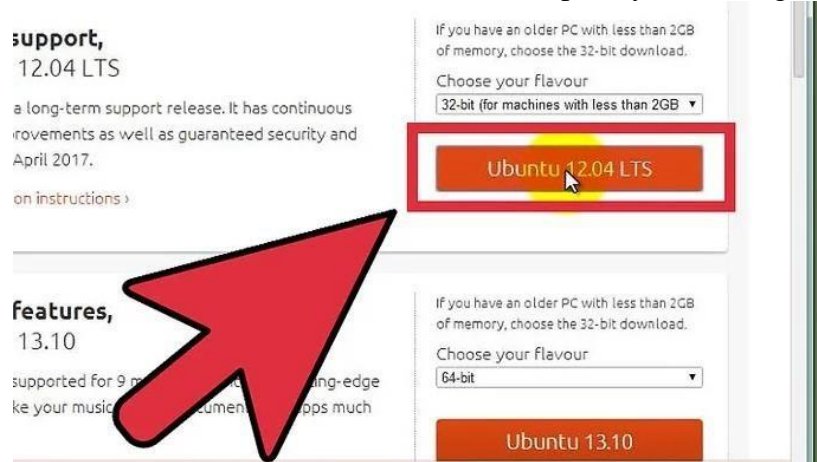 support,
12.04 LTS
a long-term support release. It has continuous
as well as guaranteed security and
April 2017.
on instructions ›
If you have an older PC with less than 2GB
of memory, choose the 32-bit download.
Choose your flavour
32-bit (for machines with less than 2GB
Ubuntu 12.04 LTS
features,
13.10
supported for 9
your music
much
If you have an older PC with less than 2GB
of memory, choose the 32-bit download.
Choose your flavour
64-bit
Ubuntu 13.10